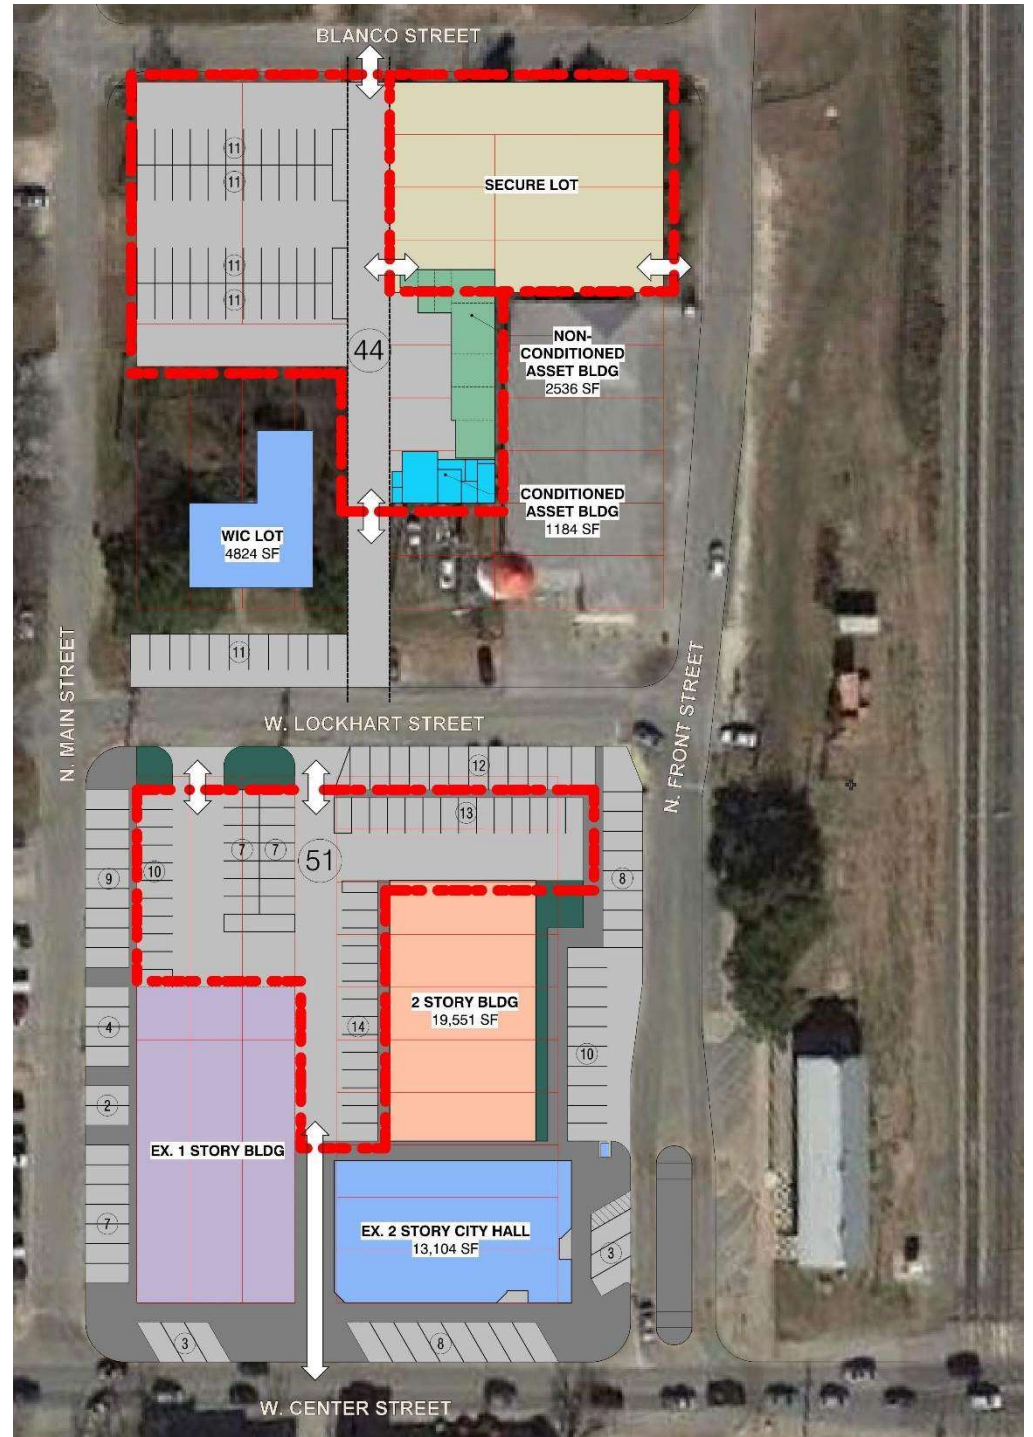 BLANCO STREET
11
11
SECURE LOT
11
11
44
NON-
CONDITIONED
ASSET BLDG
2536 SF
CONDITIONED
ASSET BLDG
1184 SF
WIC LOT
4824 SF
11
N. MAIN STREET
W. LOCKHART STREET
N. FRONT STREET
12
13
7
7
51
10
9
8
2 STORY BLDG
19,551 SF
4
14
10
2
EX. 1 STORY BLDG
7
EX. 2 STORY CITY HALL
13,104 SF
3
3
8
W. CENTER STREET